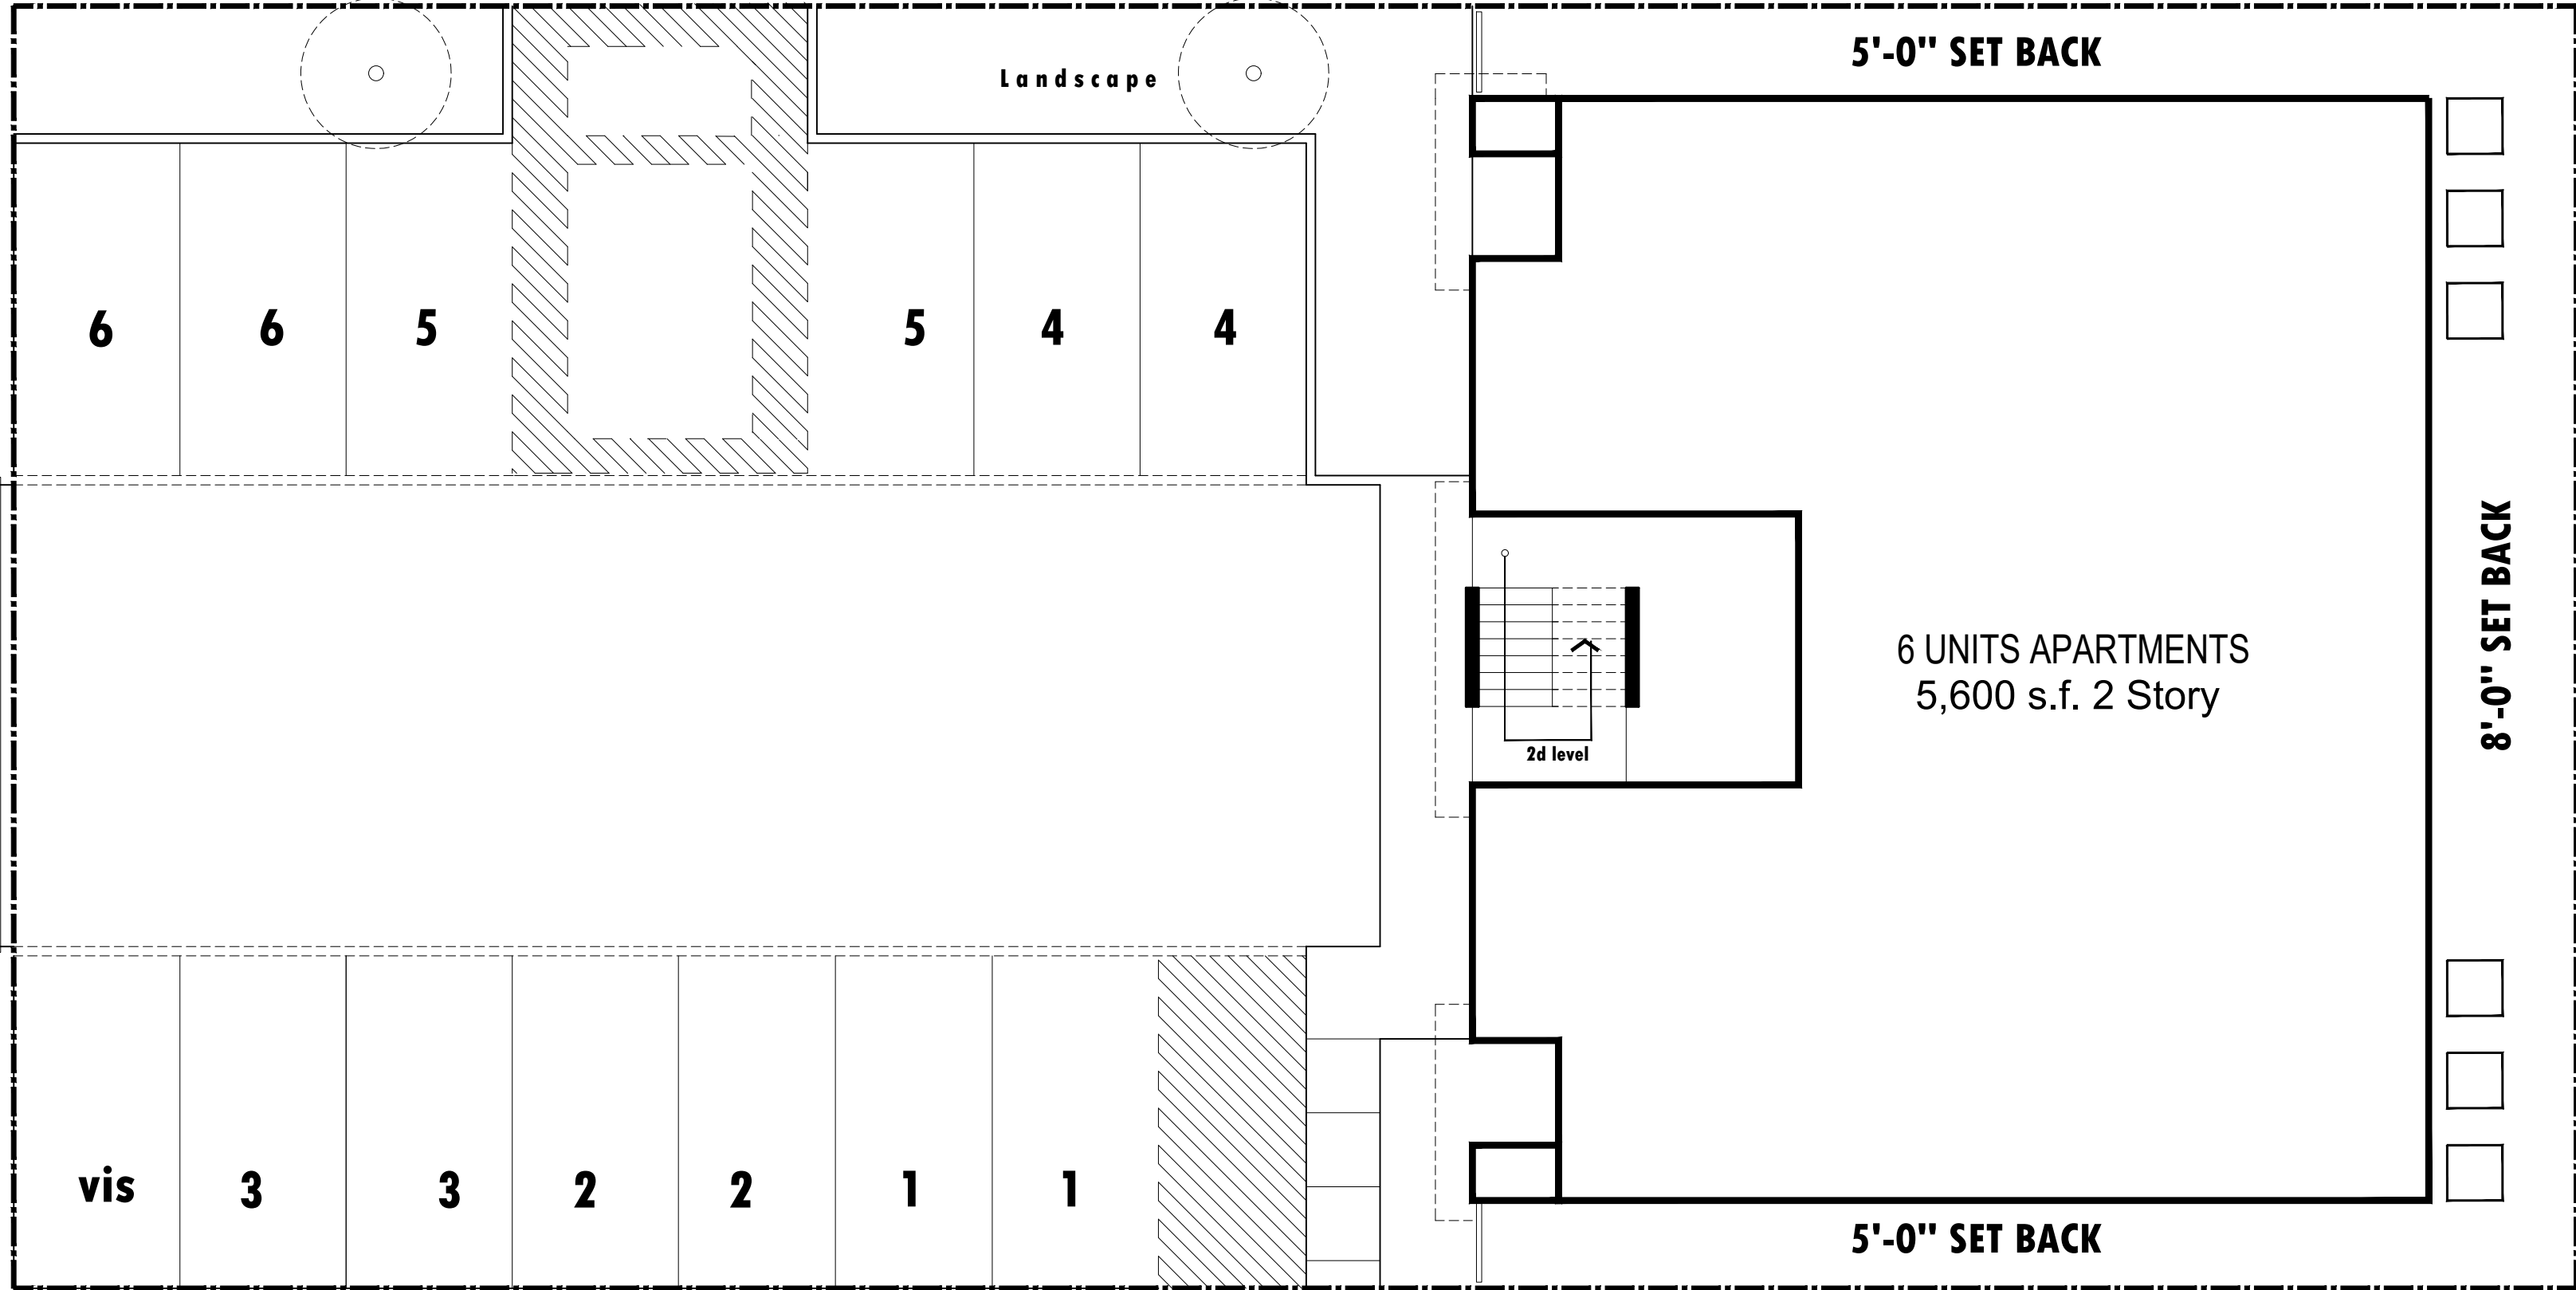 5'-0" SET BACK
Landscape
6 6 5 5 4 4
8'-0" SET BACK
6 UNITS APARTMENTS
5,600 s.f. 2 Story
2d level
vis 3 3 2 2 1 1
5'-0" SET BACK